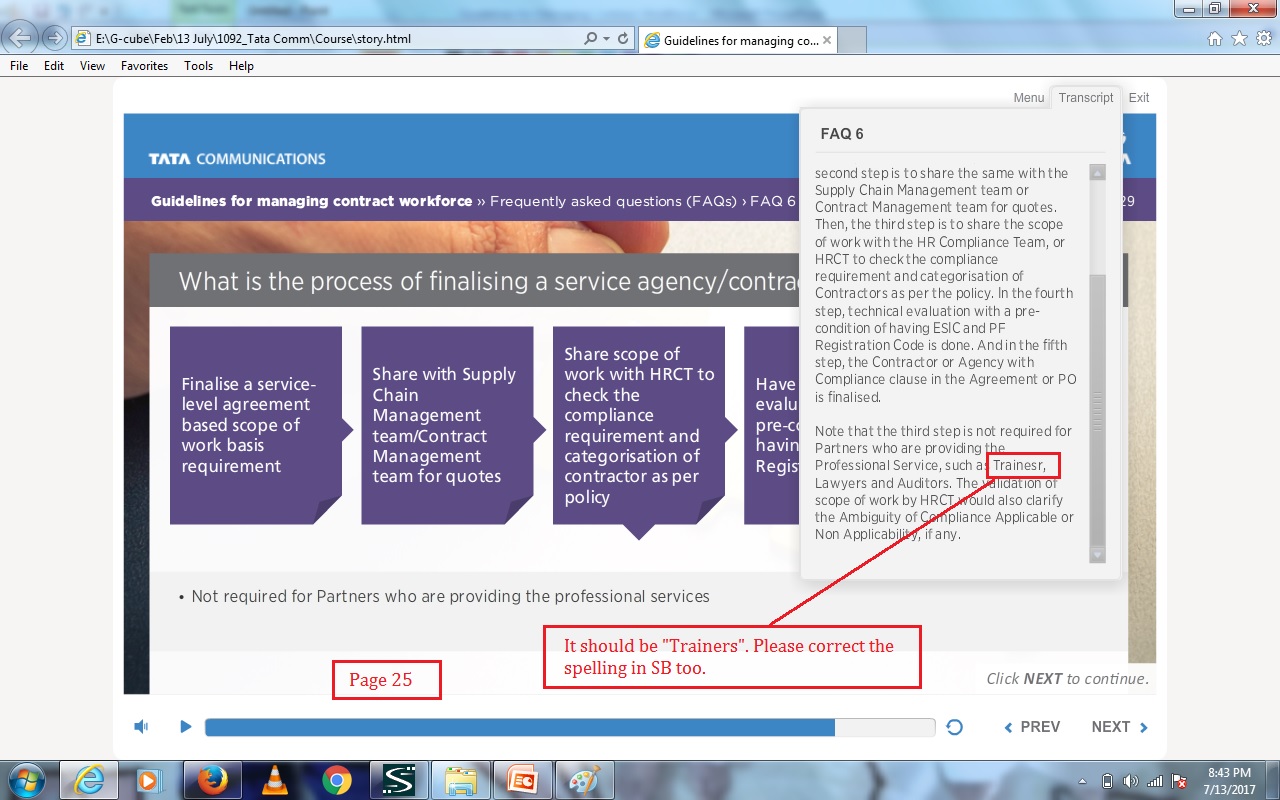 E:\G-cube\Feb\13 July\1092_Tata Comm\Course\story.html
Guidelines for managing co...
File Edit View Favorites Tools Help
Menu Transcript Exit
TATA COMMUNICATIONS
Guidelines for managing contract workforce » Frequently asked questions (FAQs) › FAQ 6
29
What is the process of finalising a service agency/contra
Finalise a service-
level agreement
based scope of
work basis
requirement
Share with Supply
Chain
Management
team/Contract
Management
team for quotes
Share scope of
work with HRCT to
check the
compliance
requirement and
categorisation of
contractor as per
policy
Have
evalu
pre-co
havin
Regist
FAQ 6
second step is to share the same with the
Supply Chain Management team or
Contract Management team for quotes.
Then, the third step is to share the scope
of work with the HR Compliance Team, or
HRCT to check the compliance
requirement and categorisation of
Contractors as per the policy. In the fourth
step, technical evaluation with a pre-
condition of having ESIC and PF
Registration Code is done. And in the fifth
step, the Contractor or Agency with
Compliance clause in the Agreement or PO
is finalised.
Note that the third step is not required for
Partners who are providing the
Professional Service, such as Trainesr,
Lawyers and Auditors. The validation of
scope of work by HRCT would also clarify
the Ambiguity of Compliance Applicable or
Non Applicability, if any.
• Not required for Partners who are providing the professional services
It should be "Trainers". Please correct the
spelling in SB too.
Page 25
Click NEXT to continue.
PREV NEXT
8:43 PM
7/13/2017